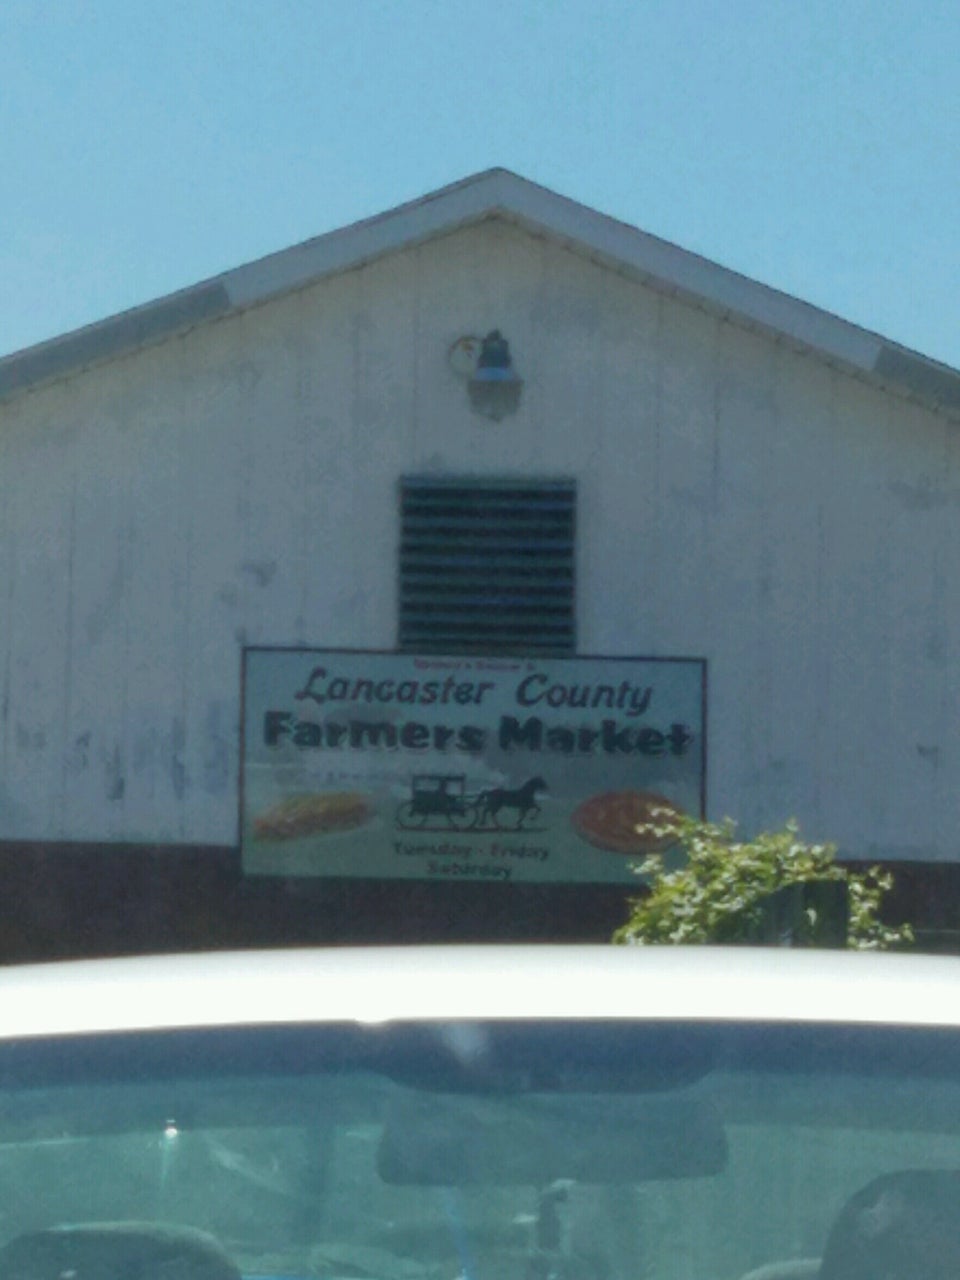 Lancaster County
Farmers Market
Tuesday - Friday
Saturday